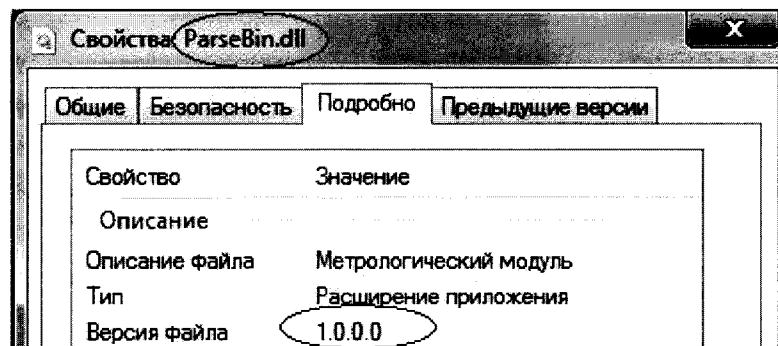 Свойства: ParseBin.dll
X
Общие Безопасность Подробно Предыдущие версии
Свойство Значение
Описание
Описание файла Метрологический модуль
Тип Расширение приложения
Версия файла 1.0.0.0